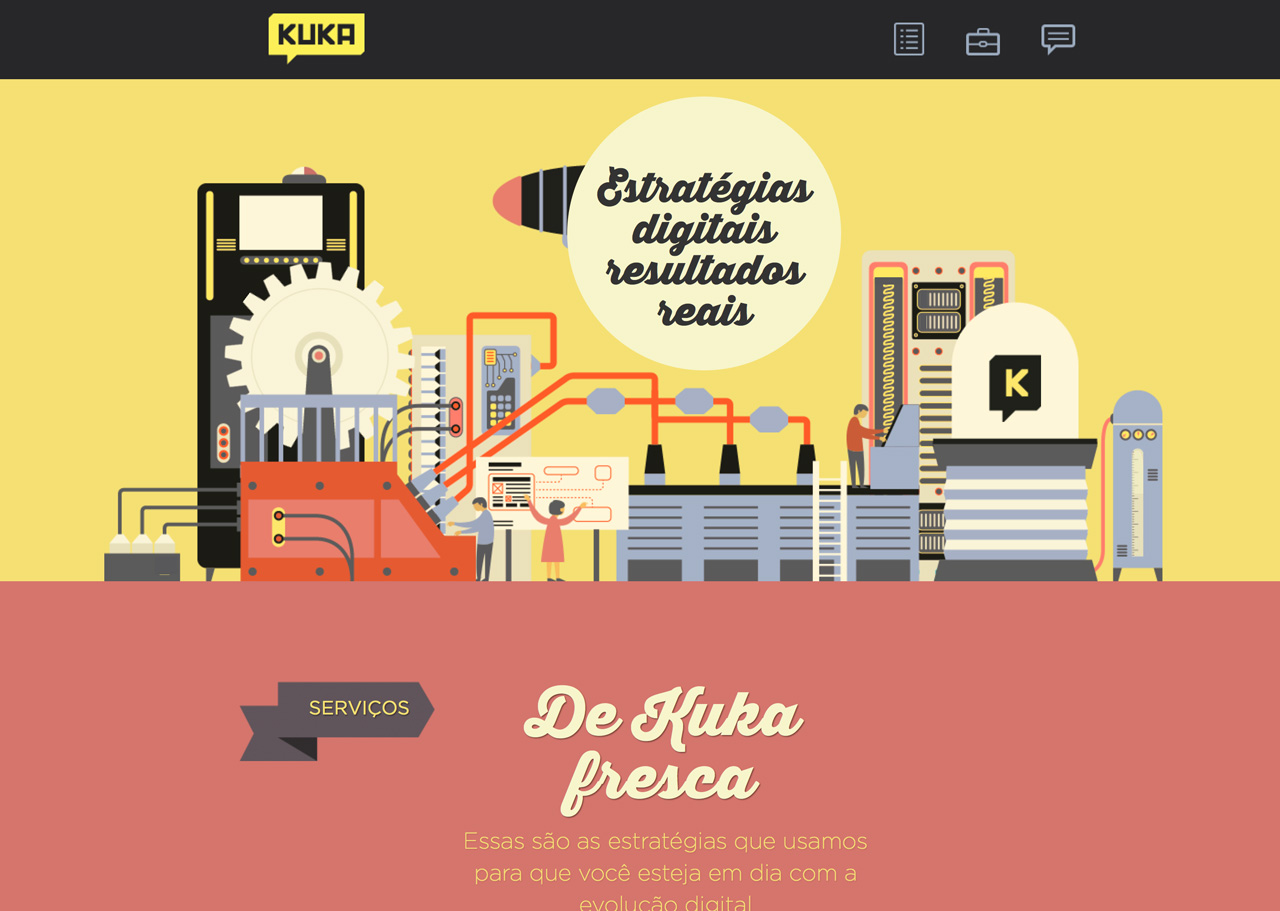 KUKA
Estratégias
digitais
resultados
reais
K
SERVIÇOS
De Kuka
fresca
Essas são as estratégias que usamos
para que você esteja em dia com a
evolução digital